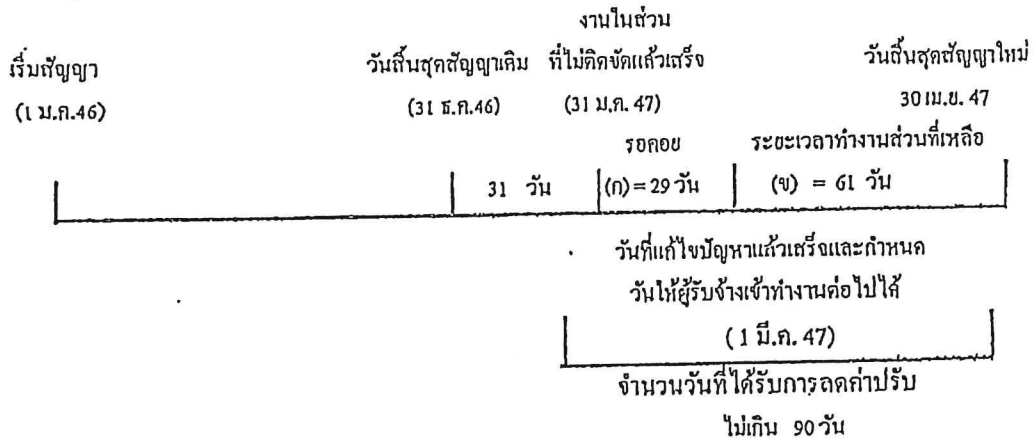 งานในส่วน
เริ่มสัญญา วันสิ้นสุดสัญญาเดิม ที่ไม่ติดขัดแล้วเสร็จ วันสิ้นสุดสัญญาใหม่
(1 ม.ค.46) (31 ธ.ค.46) (31 ม.ค. 47) 30 เม.ย. 47
รอคอย ระยะเวลาทำงานส่วนที่เหลือ
31 วัน (ก) = 29 วัน (ข) = 61 วัน
วันที่แก้ไขปัญหาแล้วเสร็จและกำหนด
วันให้ผู้รับจ้างเข้าทำงานต่อไปได้
(1 มี.ค. 47)
จำนวนวันที่ได้รับการลดค่าปรับ
ไม่เกิน 90 วัน